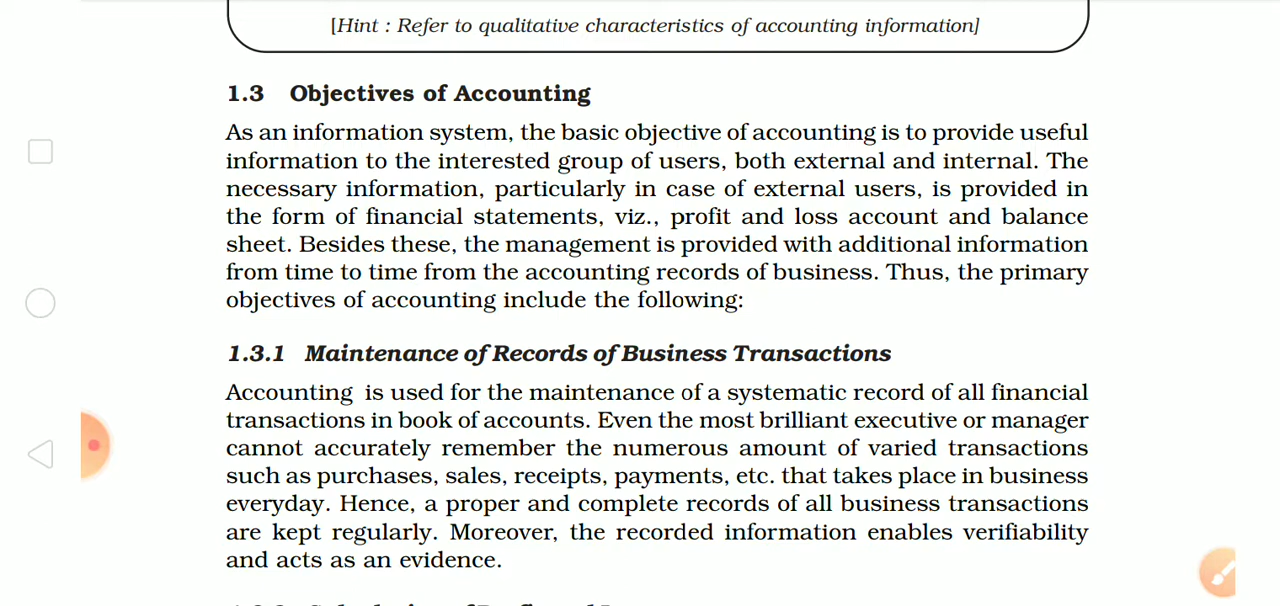 [Hint : Refer to qualitative characteristics of accounting information]
1.3 Objectives of Accounting
As an information system, the basic objective of accounting is to provide useful
information to the interested group of users, both external and internal. The
necessary information, particularly in case of external users, is provided in
the form of financial statements, viz., profit and loss account and balance
sheet. Besides these, the management is provided with additional information
from time to time from the accounting records of business. Thus, the primary
objectives of accounting include the following:
1.3.1 Maintenance of Records of Business Transactions
Accounting is used for the maintenance of a systematic record of all financial
transactions in book of accounts. Even the most brilliant executive or manager
cannot accurately remember the numerous amount of varied transactions
such as purchases, sales, receipts, payments, etc. that takes place in business
everyday. Hence, a proper and complete records of all business transactions
are kept regularly. Moreover, the recorded information enables verifiability
and acts as an evidence.